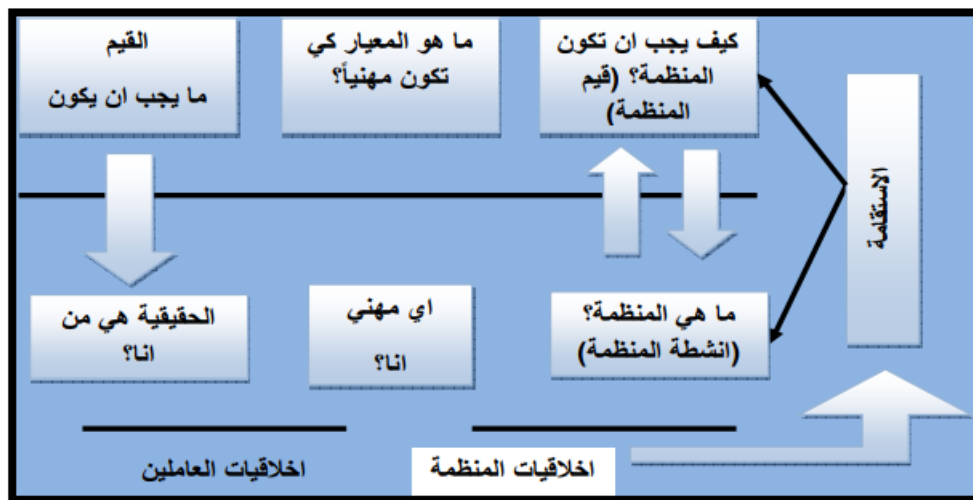 كيف يجب ان تكون
المنظمة؟ (قيم
المنظمة)
ما هو المعيار كي
تكون مهنياً؟
القيم
ما يجب ان يكون
الاستقامة
ما هي المنظمة؟
(انشطة المنظمة)
اي مهني
انا؟
الحقيقية هي من
انا؟
اخلاقيات المنظمة
اخلاقيات العاملين